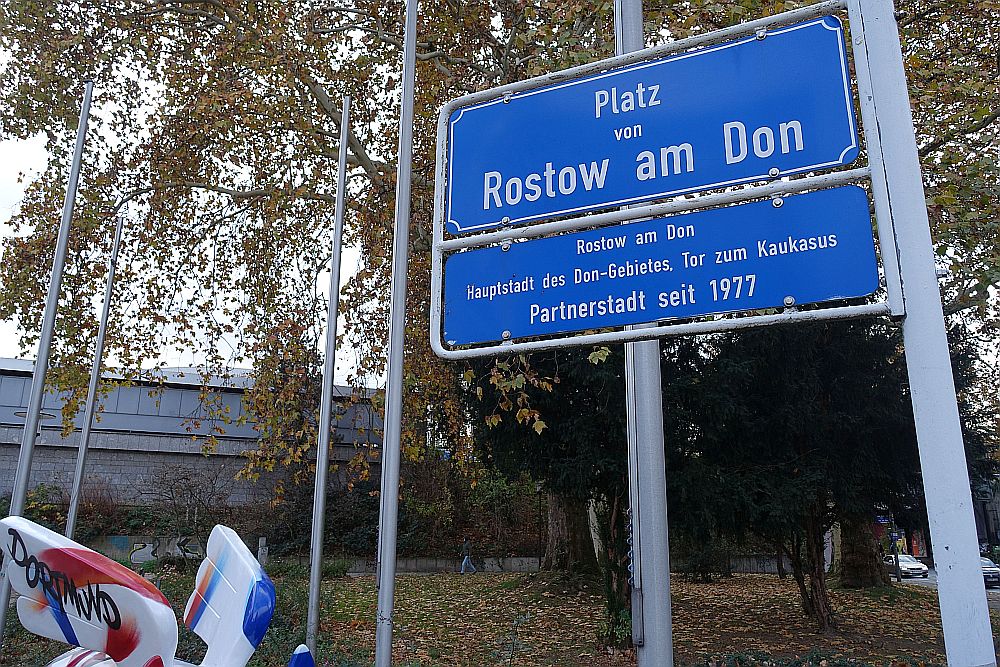 Platz
von
Rostow am Don
Rostow am Don
Hauptstadt des Don-Gebietes, Tor zum Kaukasus
Partnerstadt seit 1977
DORTMUND